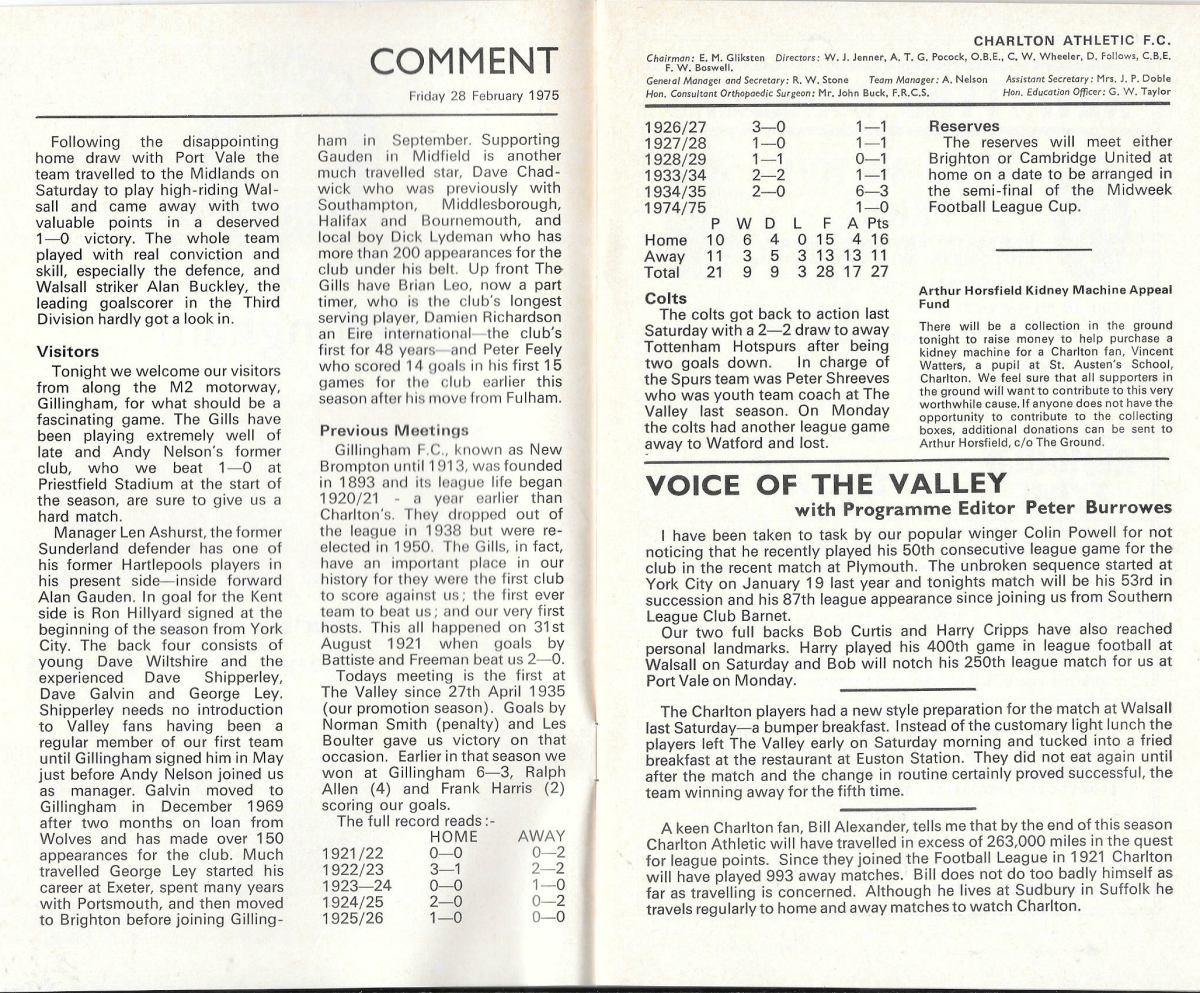 COMMENT
Friday 28 February 1975
Following the disappointing
home draw with Port Vale the
team travelled to the Midlands on
Saturday to play high-riding Wal-
sall and came away with two
valuable points in a deserved
1—0 victory. The whole team
played with real conviction and
skill, especially the defence, and
Walsall striker Alan Buckley, the
leading goalscorer in the Third
Division hardly got a look in.
Visitors
Tonight we welcome our visitors
from along the M2 motorway,
Gillingham, for what should be a
fascinating game. The Gills have
been playing extremely well of
late and Andy Nelson's former
club, who we beat 1—0 at
Priestfield Stadium at the start of
the season, are sure to give us a
hard match.
Manager Len Ashurst, the former
Sunderland defender has one of
his former Hartlepools players in
his present side—inside forward
Alan Gauden. In goal for the Kent
side is Ron Hillyard signed at the
beginning of the season from York
City. The back four consists of
young Dave Wiltshire and the
experienced Dave Shipperley,
Dave Galvin and George Ley.
Shipperley needs no introduction
to Valley fans having been a
regular member of our first team
until Gillingham signed him in May
just before Andy Nelson joined us
as manager. Galvin moved to
Gillingham in December 1969
after two months on loan from
Wolves and has made over 150
appearances for the club. Much
travelled George Ley started his
career at Exeter, spent many years
with Portsmouth, and then moved
to Brighton before joining Gilling-
ham in September. Supporting
Gauden in Midfield is another
much travelled star, Dave Chad-
wick who was previously with
Southampton, Middlesborough,
Halifax and Bournemouth, and
local boy Dick Lydeman who has
more than 200 appearances for the
club under his belt. Up front The
Gills have Brian Leo, now a part
timer, who is the club's longest
serving player, Damien Richardson
an Eire international—the club's
first for 48 years—and Peter Feely
who scored 14 goals in his first 15
games for the club earlier this
season after his move from Fulham.
Previous Meetings
Gillingham F.C., known as New
Brompton until 1913, was founded
in 1893 and its league life began
1920/21 - a year earlier than
Charlton's. They dropped out of
the league in 1938 but were re-
elected in 1950. The Gills, in fact,
have an important place in our
history for they were the first club
to score against us; the first ever
team to beat us; and our very first
hosts. This all happened on 31st
August 1921 when goals by
Battiste and Freeman beat us 2—0.
Todays meeting is the first at
The Valley since 27th April 1935
(our promotion season). Goals by
Norman Smith (penalty) and Les
Boulter gave us victory on that
occasion. Earlier in that season we
won at Gillingham 6—3, Ralph
Allen (4) and Frank Harris (2)
scoring our goals.
The full record reads:-
HOME AWAY
1921/22 0—0 0—2
1922/23 3—1 2—2
1923—24 0—0 1—0
1924/25 2—0 0—2
1925/26 1—0 0—0
CHARLTON ATHLETIC F.C.
Chairman: E. M. Gliksten Directors: W. J. Jenner, A. T. G. Pocock, O.B.E., C. W. Wheeler, D. Follows, C.B.E.
F. W. Boswell.
General Manager and Secretary: R. W. Stone Team Manager: A. Nelson Assistant Secretary: Mrs. J. P. Doble
Hon. Consultant Orthopaedic Surgeon: Mr. John Buck, F.R.C.S. Hon. Education Officer: G. W. Taylor
1926/27 3—0 1—1
1927/28 1—0 1—1
1928/29 1—1 0—1
1933/34 2—2 1—1
1934/35 2—0 6—3
1974/75 1—0
P W D L F A Pts
Home 10 6 4 0 15 4 16
Away 11 3 5 3 13 13 11
Total 21 9 9 3 28 17 27
Colts
The colts got back to action last
Saturday with a 2—2 draw to away
Tottenham Hotspurs after being
two goals down. In charge of
the Spurs team was Peter Shreeves
who was youth team coach at The
Valley last season. On Monday
the colts had another league game
away to Watford and lost.
Reserves
The reserves will meet either
Brighton or Cambridge United at
home on a date to be arranged in
the semi-final of the Midweek
Football League Cup.
Arthur Horsfield Kidney Machine Appeal
Fund
There will be a collection in the ground
tonight to raise money to help purchase a
kidney machine for a Charlton fan, Vincent
Watters, a pupil at St. Austen's School,
Charlton. We feel sure that all supporters in
the ground will want to contribute to this very
worthwhile cause. If anyone does not have the
opportunity to contribute to the collecting
boxes, additional donations can be sent to
Arthur Horsfield, c/o The Ground.
VOICE OF THE VALLEY
with Programme Editor Peter Burrowes
I have been taken to task by our popular winger Colin Powell for not
noticing that he recently played his 50th consecutive league game for the
club in the recent match at Plymouth. The unbroken sequence started at
York City on January 19 last year and tonights match will be his 53rd in
succession and his 87th league appearance since joining us from Southern
League Club Barnet.
Our two full backs Bob Curtis and Harry Cripps have also reached
personal landmarks. Harry played his 400th game in league football at
Walsall on Saturday and Bob will notch his 250th league match for us at
Port Vale on Monday.
The Charlton players had a new style preparation for the match at Walsall
last Saturday—a bumper breakfast. Instead of the customary light lunch the
players left The Valley early on Saturday morning and tucked into a fried
breakfast at the restaurant at Euston Station. They did not eat again until
after the match and the change in routine certainly proved successful, the
team winning away for the fifth time.
A keen Charlton fan, Bill Alexander, tells me that by the end of this season
Charlton Athletic will have travelled in excess of 263,000 miles in the quest
for league points. Since they joined the Football League in 1921 Charlton
will have played 993 away matches. Bill does not do too badly himself as
far as travelling is concerned. Although he lives at Sudbury in Suffolk he
travels regularly to home and away matches to watch Charlton.